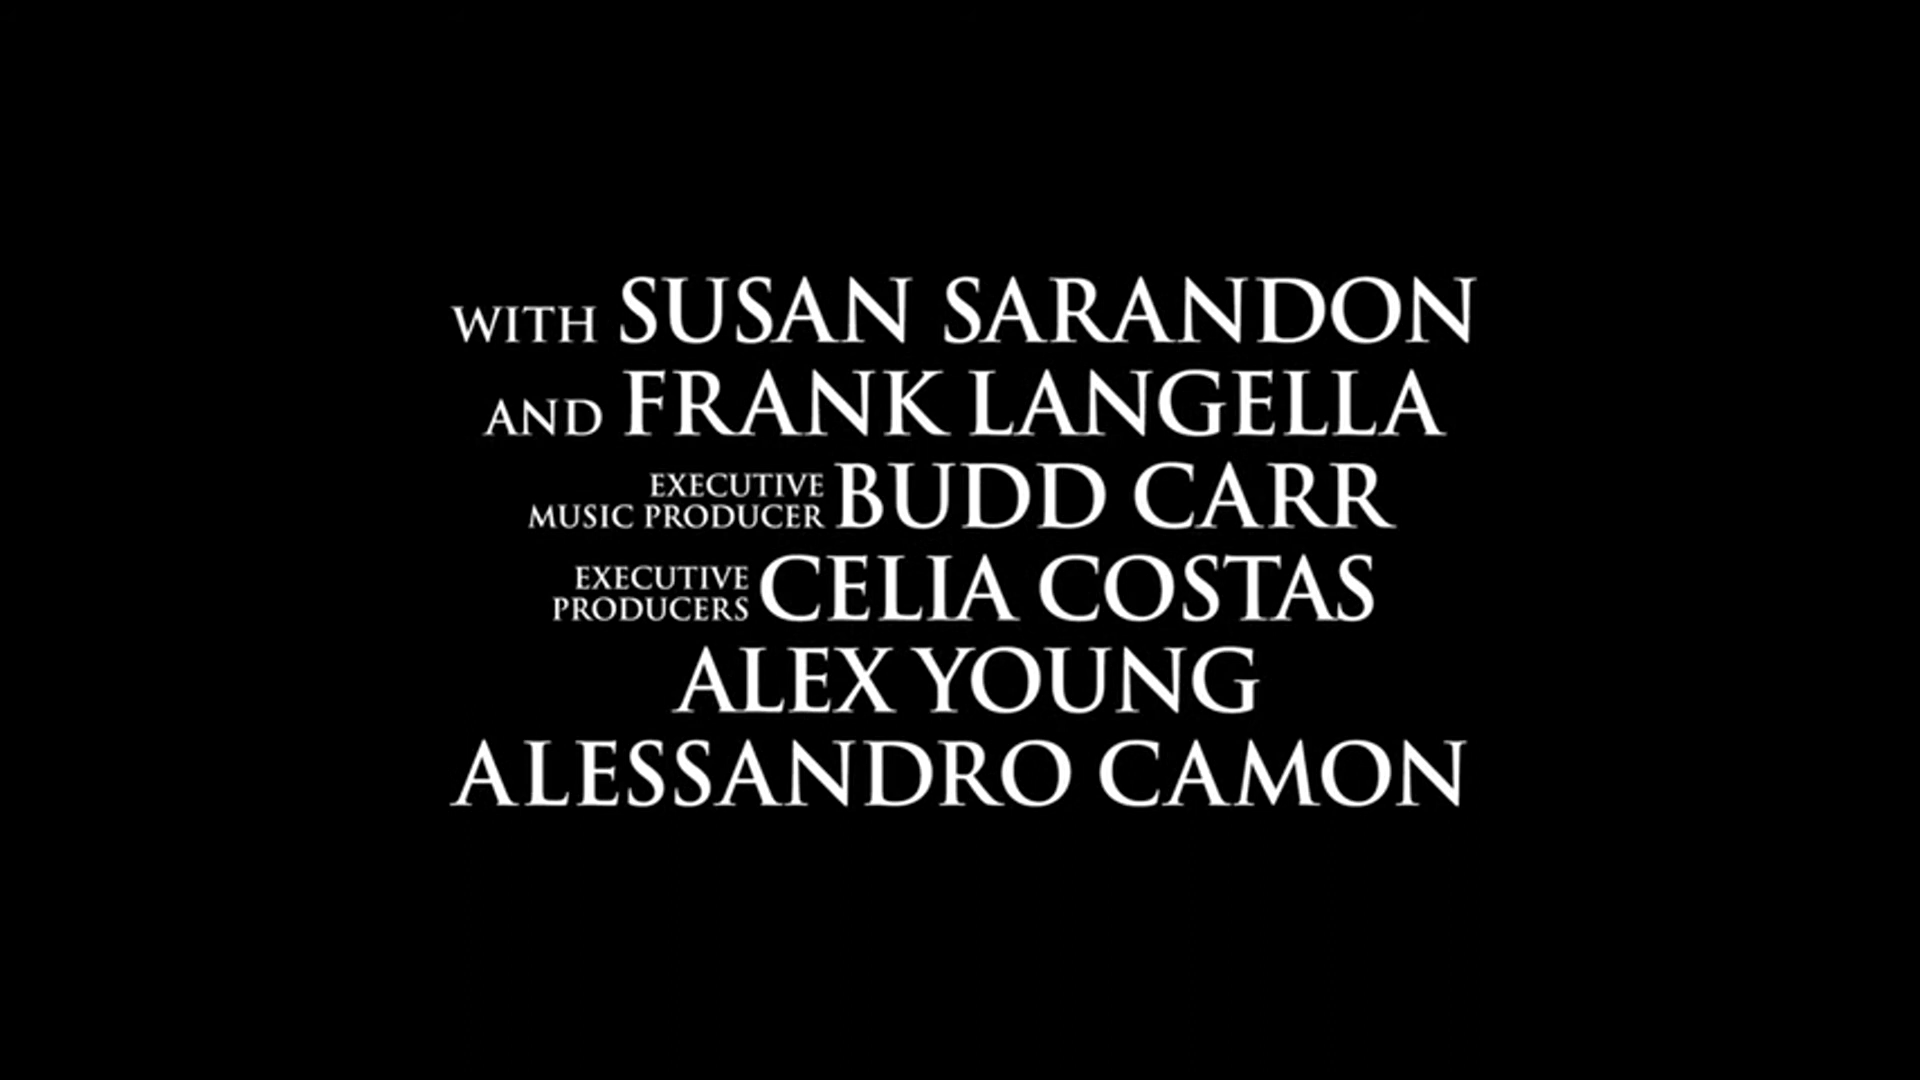 WITH SUSAN SARANDON
AND FRANK LANGELLA
EXECUTIVE MUSIC PRODUCER BUDD CARR
EXECUTIVE PRODUCERS CELIA COSTAS
ALEX YOUNG
ALESSANDRO CAMON